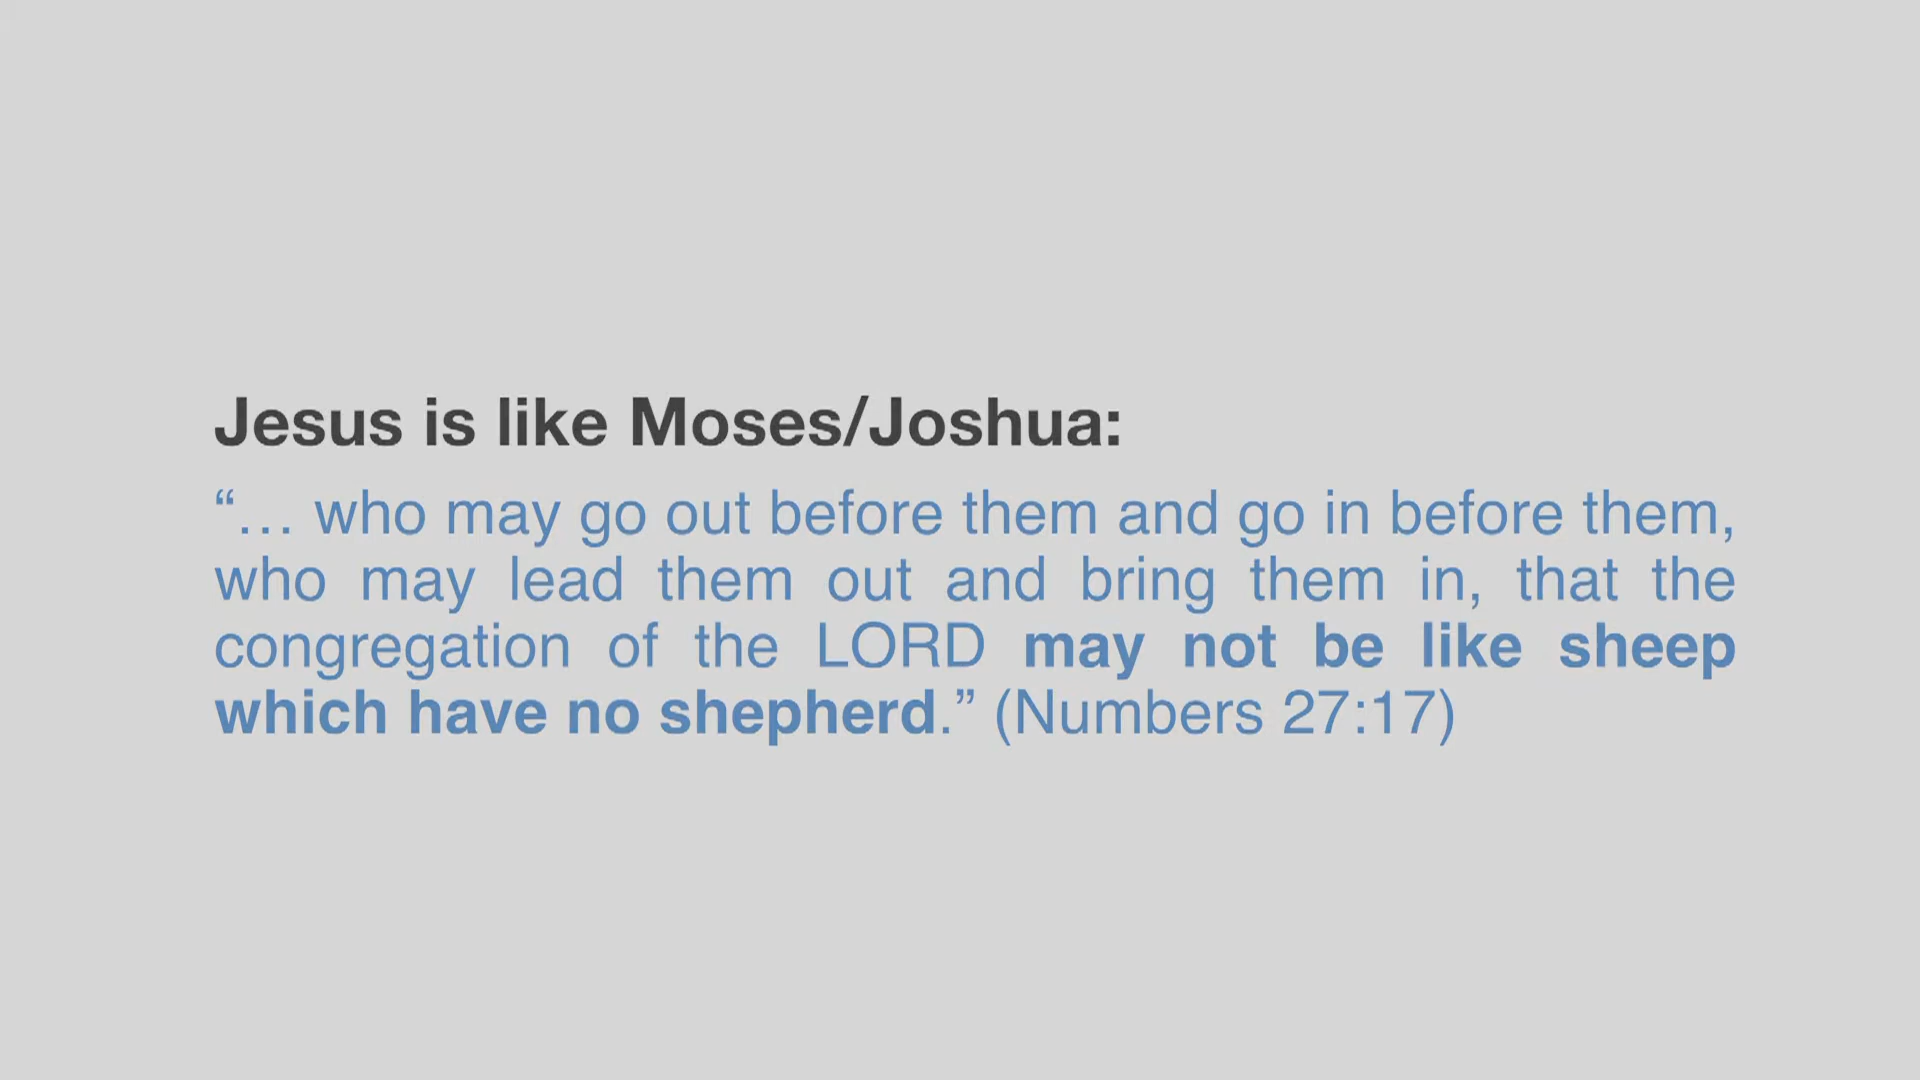 Jesus is like Moses/Joshua:
“… who may go out before them and go in before them,
who may lead them out and bring them in, that the
congregation of the LORD may not be like sheep
which have no shepherd.” (Numbers 27:17)